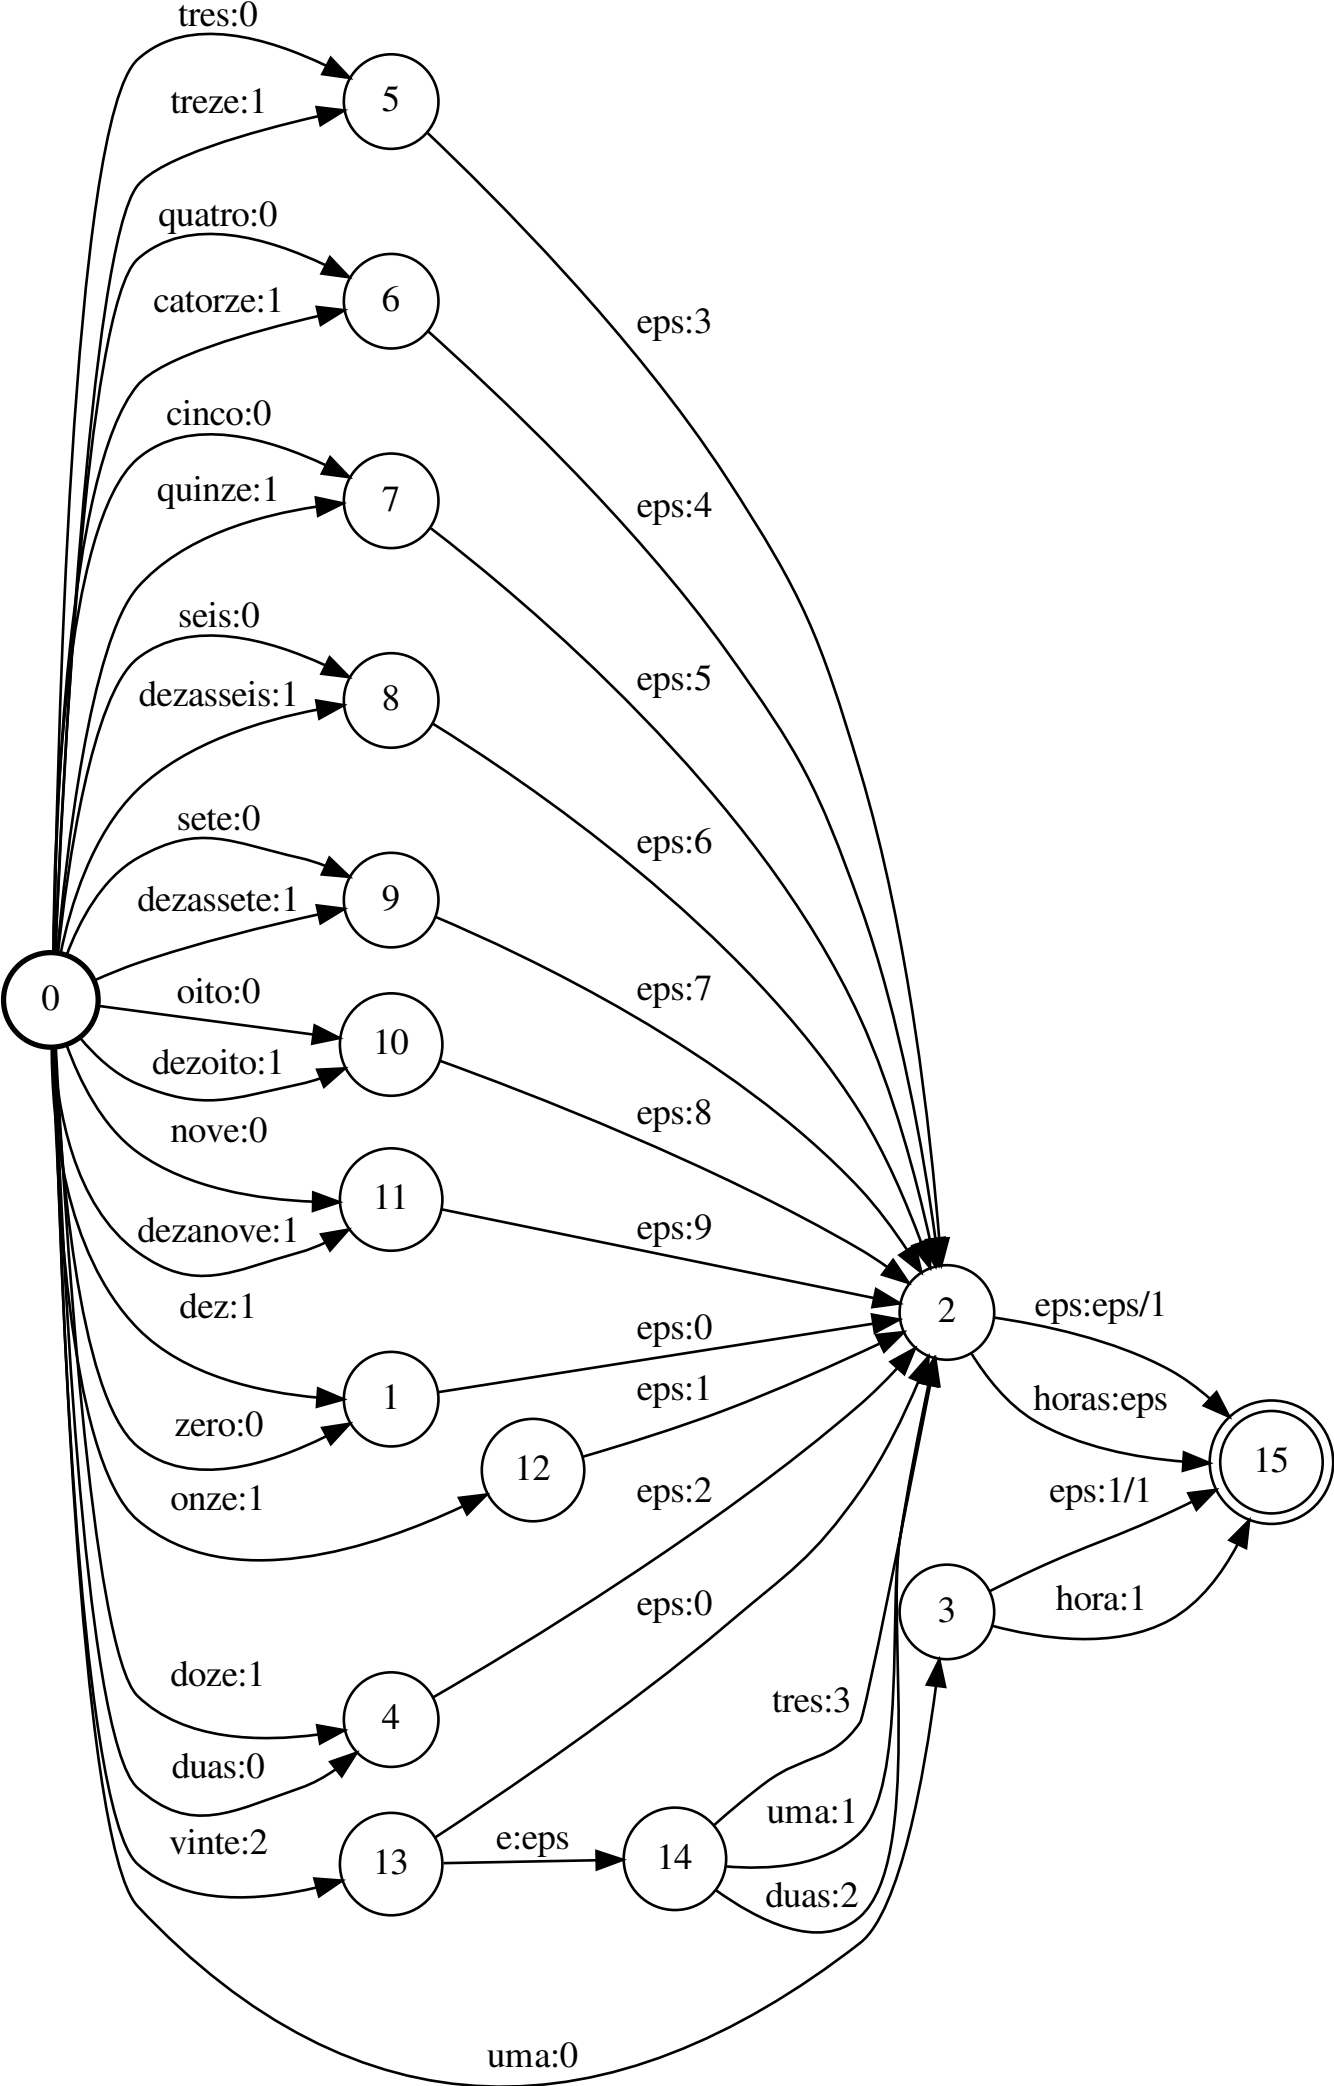 tres:0
5
treze:1
quatro:0
6
catorze:1
eps:3
cinco:0
7
quinze:1
eps:4
seis:0
8
dezasseis:1
eps:5
sete:0
9
dezassete:1
eps:6
0
oito:0
10
dezoito:1
eps:7
nove:0
11
dezanove:1
eps:8
eps:9
dez:1
1
zero:0
eps:0
2
eps:eps/1
onze:1
12
eps:1
horas:eps
15
eps:2
eps:1/1
eps:0
3
hora:1
doze:1
4
duas:0
tres:3
vinte:2
13
e:eps
14
uma:1
duas:2
uma:0